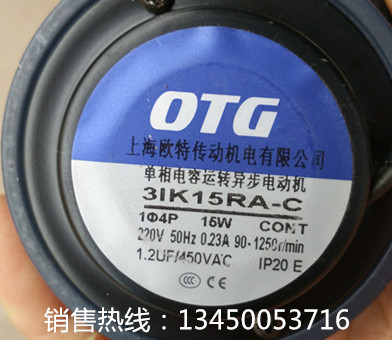 OTG
上海欧特传动机电有限公司
单相电容运转异步电动机
3IK15RA-C
1Φ4P 15W CONT
220V 50Hz 0.23A 90-1250r/min
1.2UF/450VAC IP20 E
CCC CCC
销售热线：13450053716